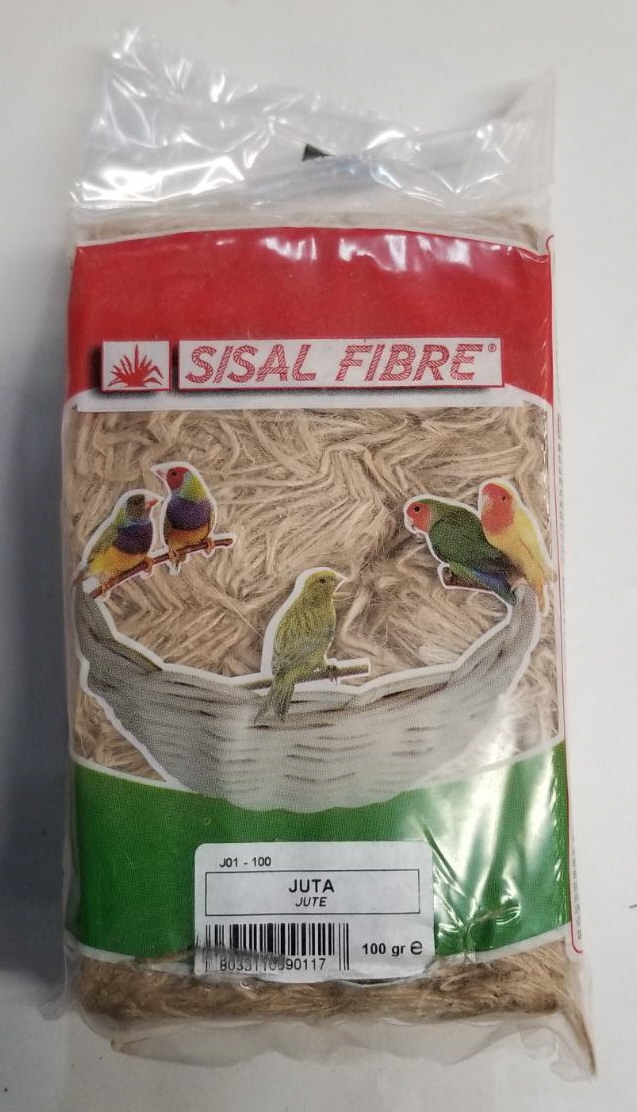 SISAL FIBRE®
J01 - 100
JUTA
JUTE
100 gr e